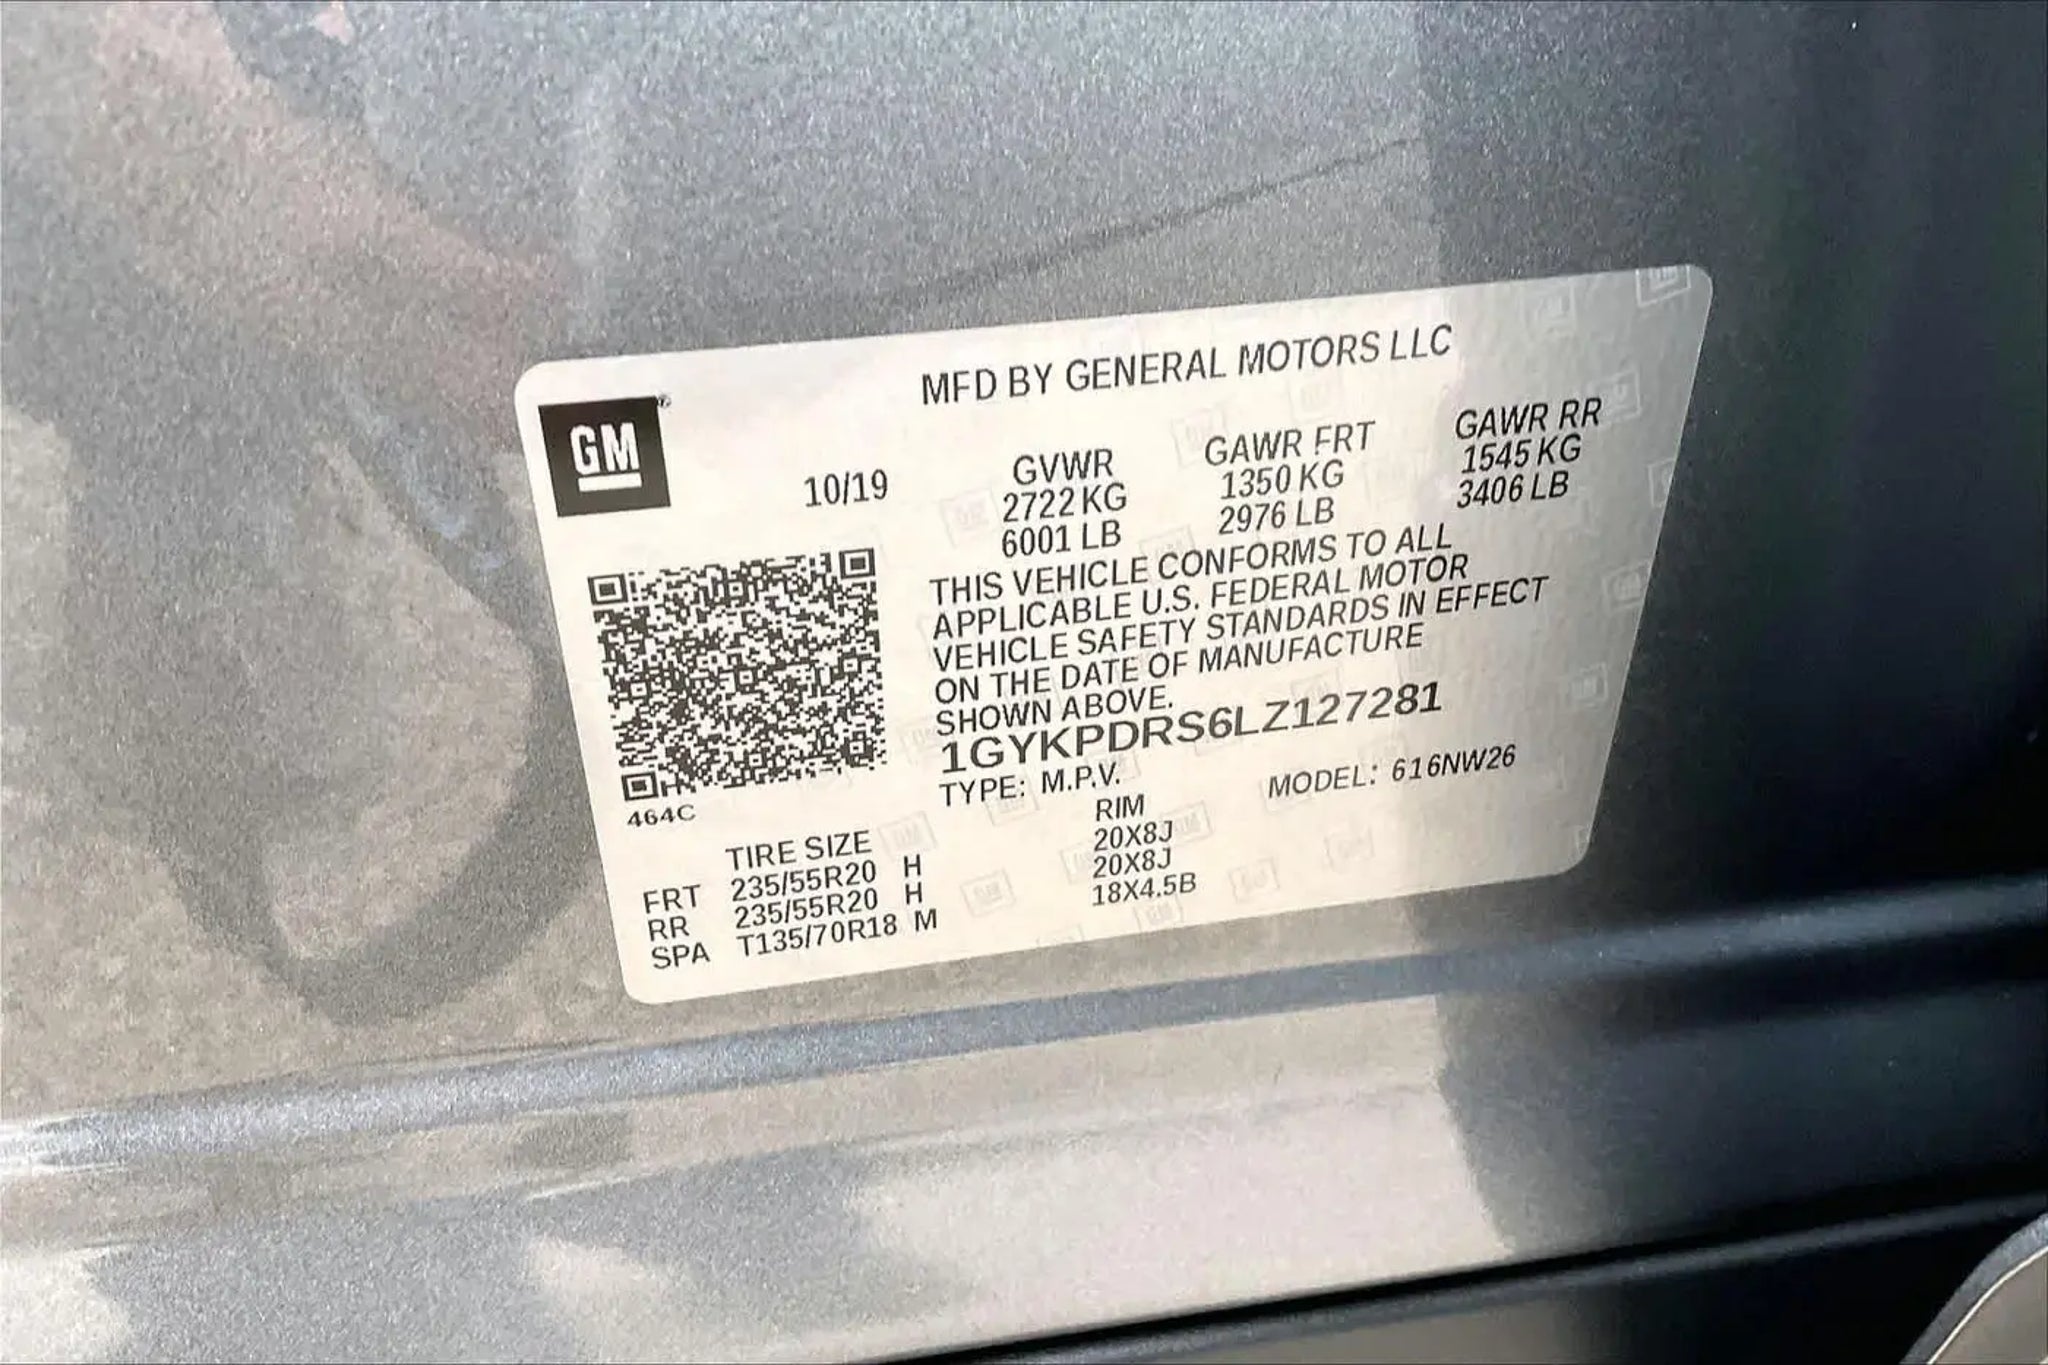 MFD BY GENERAL MOTORS LLC
GM®
10/19
GVWR GAWR FRT GAWR RR
2722 KG 1350 KG 1545 KG
6001 LB 2976 LB 3406 LB
THIS VEHICLE CONFORMS TO ALL
APPLICABLE U.S. FEDERAL MOTOR
VEHICLE SAFETY STANDARDS IN EFFECT
ON THE DATE OF MANUFACTURE
SHOWN ABOVE.
1GYKPDRS6LZ127281
TYPE: M.P.V. MODEL: 616NW26
464C
TIRE SIZE RIM
FRT 235/55R20 H 20X8J
RR 235/55R20 H 20X8J
SPA T135/70R18 M 18X4.5B